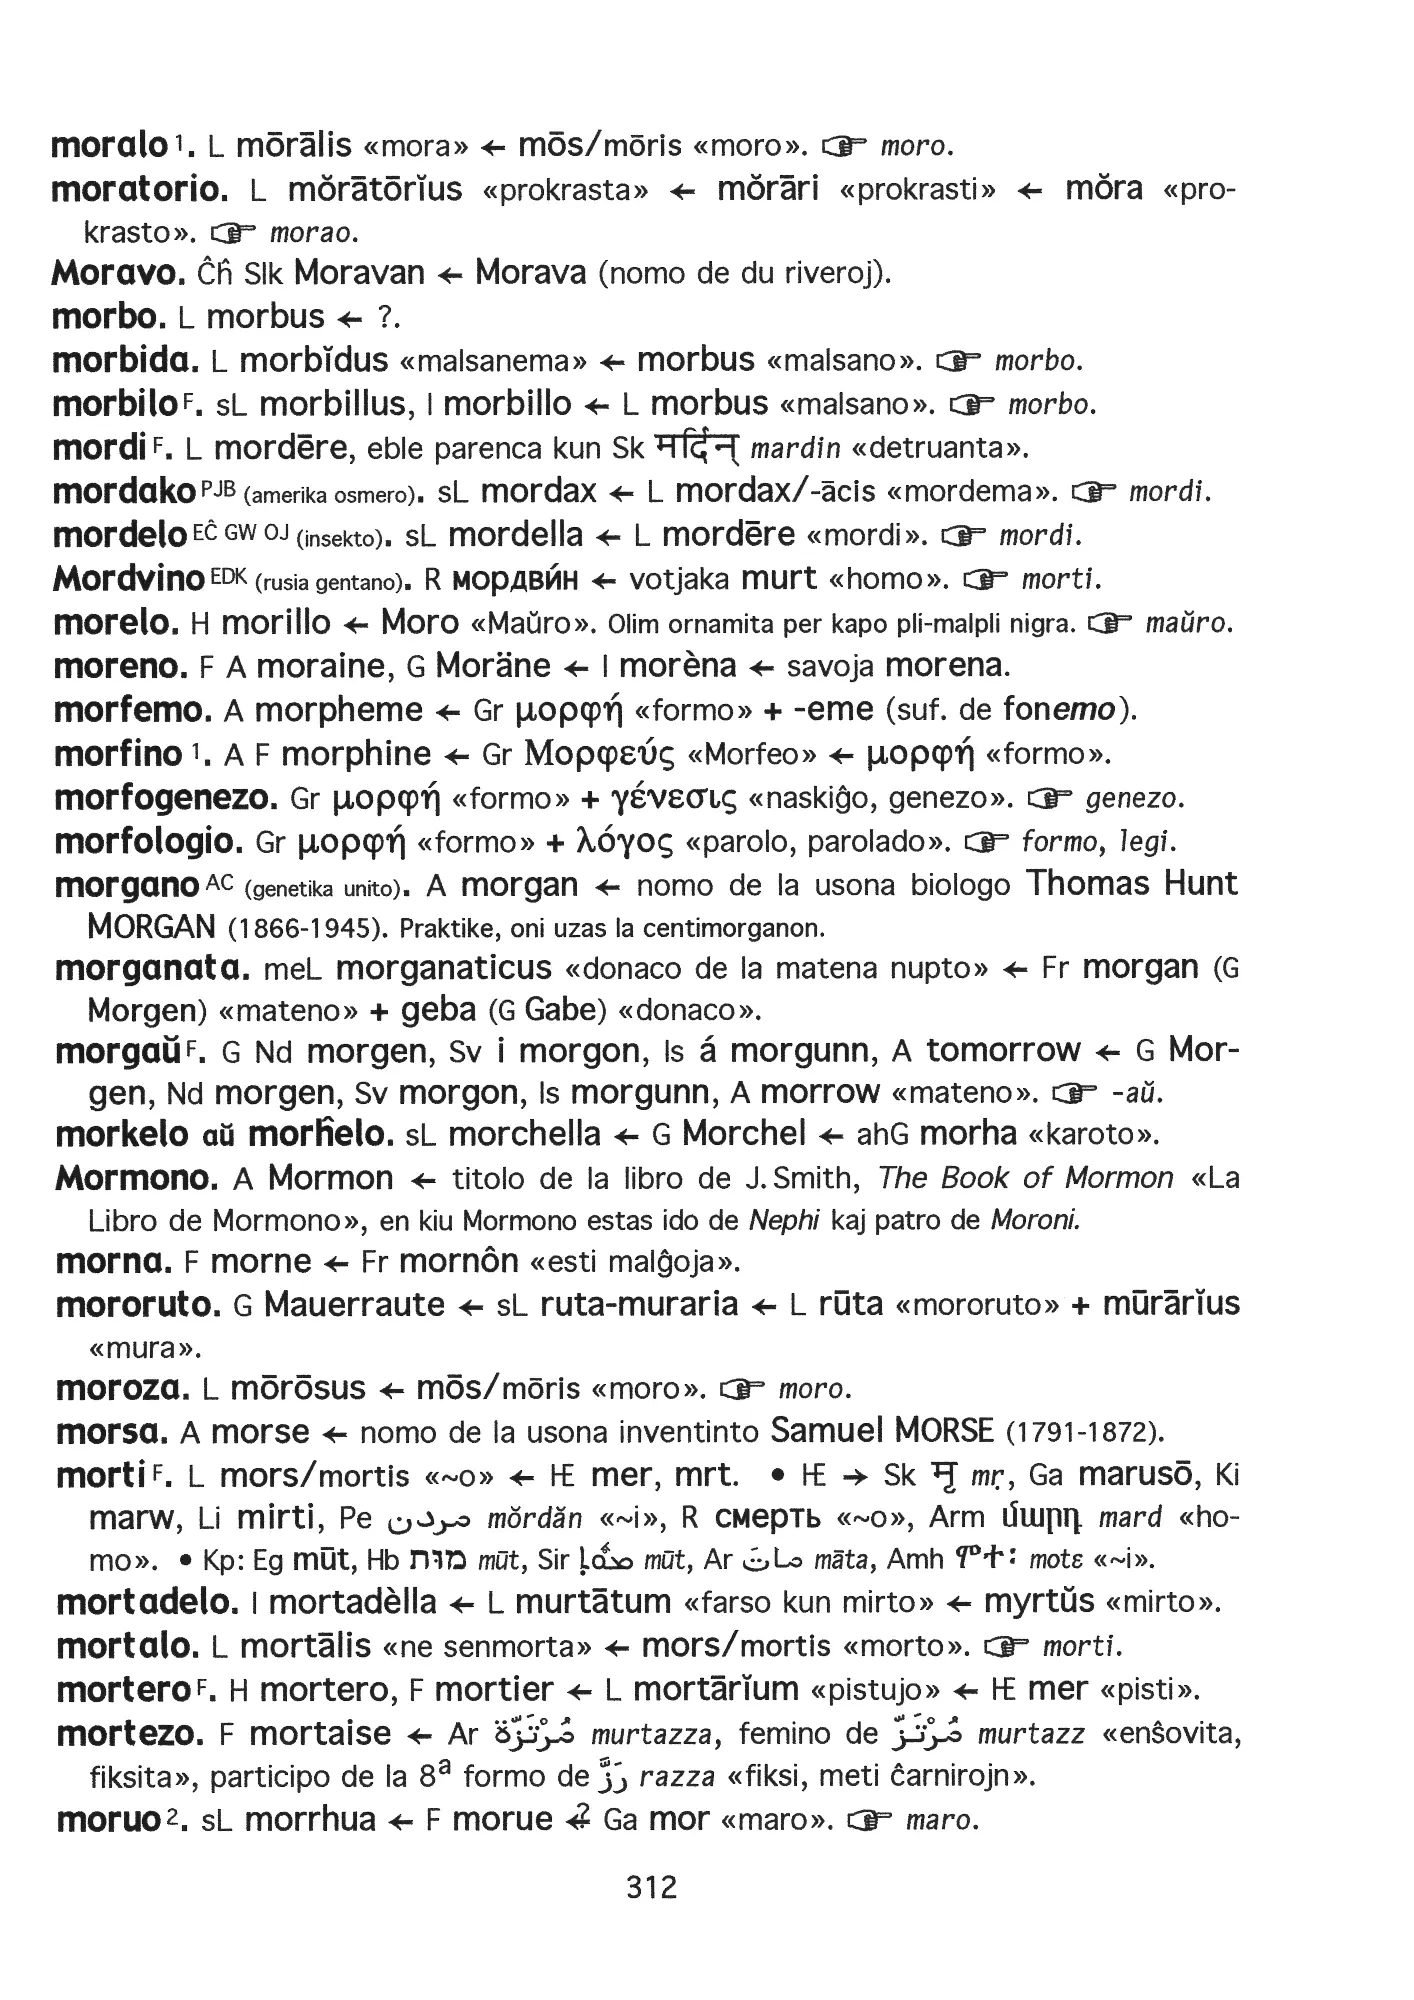 moralo ¹. L mōrālis «mora» ← mōs/mōris «moro». ☞ moro.
moratorio. L mŏrātōrĭus «prokrasta» ← mŏrāri «prokrasti» ← mŏra «pro-
krasto». ☞ morao.
Moravo. Ĉĥ Slk Moravan ← Morava (nomo de du riveroj).
morbo. L morbus ← ?.
morbida. L morbĭdus «malsanema» ← morbus «malsano». ☞ morbo.
morbilo F. sL morbillus, I morbillo ← L morbus «malsano». ☞ morbo.
mordi F. L mordēre, eble parenca kun Sk मर्दिन् mardin «detruanta».
mordako PJB (amerika osmero). sL mordax ← L mordax/-ācis «mordema». ☞ mordi.
mordelo EĈ GW OJ (insekto). sL mordella ← L mordēre «mordi». ☞ mordi.
Mordvino EDK (rusia gentano). R мордви́н ← votjaka murt «homo». ☞ morti.
morelo. H morillo ← Moro «Maŭro». Olim ornamita per kapo pli-malpli nigra. ☞ maŭro.
moreno. F A moraine, G Moräne ← I morèna ← savoja morena.
morfemo. A morpheme ← Gr μορφή «formo» + -eme (suf. de fonemo).
morfino ¹. A F morphine ← Gr Μορφεύς «Morfeo» ← μορφή «formo».
morfogenezo. Gr μορφή «formo» + γένεσις «naskiĝo, genezo». ☞ genezo.
morfologio. Gr μορφή «formo» + λόγος «parolo, parolado». ☞ formo, legi.
morgano AC (genetika unito). A morgan ← nomo de la usona biologo Thomas Hunt
MORGAN (1866-1945). Praktike, oni uzas la centimorganon.
morganata. meL morganaticus «donaco de la matena nupto» ← Fr morgan (G
Morgen) «mateno» + geba (G Gabe) «donaco».
morgaŭ F. G Nd morgen, Sv i morgon, Is á morgunn, A tomorrow ← G Mor-
gen, Nd morgen, Sv morgon, Is morgunn, A morrow «mateno». ☞ -aŭ.
morkelo aŭ morĥelo. sL morchella ← G Morchel ← ahG morha «karoto».
Mormono. A Mormon ← titolo de la libro de J. Smith, The Book of Mormon «La
Libro de Mormono», en kiu Mormono estas ido de Nephi kaj patro de Moroni.
morna. F morne ← Fr mornôn «esti malĝoja».
mororuto. G Mauerraute ← sL ruta-muraria ← L rūta «mororuto» + mūrārĭus
«mura».
moroza. L mōrōsus ← mōs/mōris «moro». ☞ moro.
morsa. A morse ← nomo de la usona inventinto Samuel MORSE (1791-1872).
morti F. L mors/mortis «~o» ← IE mer, mrt. • IE → Sk मृ mṛ, Ga marusō, Ki
marw, Li mirti, Pe مردن mŏrdăn «~i», R смерть «~o», Arm մարդ mard «ho-
mo». • Kp: Eg mūt, Hb מות mūt, Sir mūt, Ar ماتَ māta, Amh ሞተ፡ motε «~i».
mortadelo. I mortadèlla ← L murtātum «farso kun mirto» ← myrtŭs «mirto».
mortalo. L mortālis «ne senmorta» ← mors/mortis «morto». ☞ morti.
mortero F. H mortero, F mortier ← L mortārĭum «pistujo» ← IE mer «pisti».
mortezo. F mortaise ← Ar مُرْتَزَّة murtazza, femino de مُرْتَزّ murtazz «enŝovita,
fiksita», participo de la 8ª formo de رَزَّ razza «fiksi, meti ĉarnirojn».
moruo ². sL morrhua ← F morue ←? Ga mor «maro». ☞ maro.
312